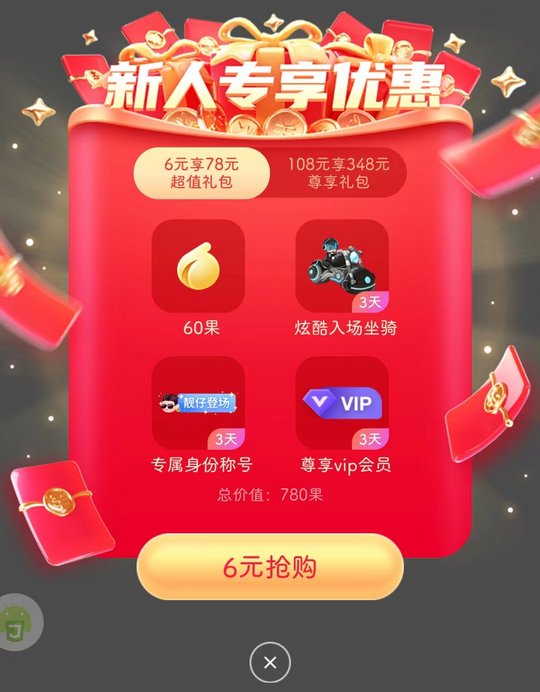 新人专享优惠
6元享78元
超值礼包
108元享348元
尊享礼包
60果
3天
炫酷入场坐骑
靓仔登场
3天
专属身份称号
VIP
3天
尊享vip会员
总价值：780果
6元抢购